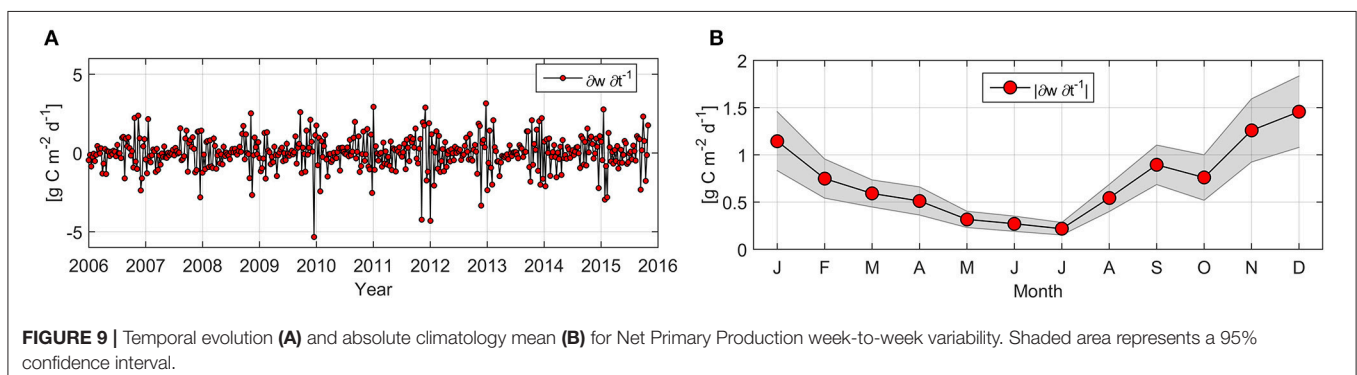 A
[g C m-2 d-1]
5
0
-5
∂w ∂t-1
2006 2007 2008 2009 2010 2011 2012 2013 2014 2015 2016
Year
B
[g C m-2 d-1]
2
1.5
1
0.5
0
|∂w ∂t-1|
J F M A M J J A S O N D
Month
FIGURE 9 | Temporal evolution (A) and absolute climatology mean (B) for Net Primary Production week-to-week variability. Shaded area represents a 95%
confidence interval.